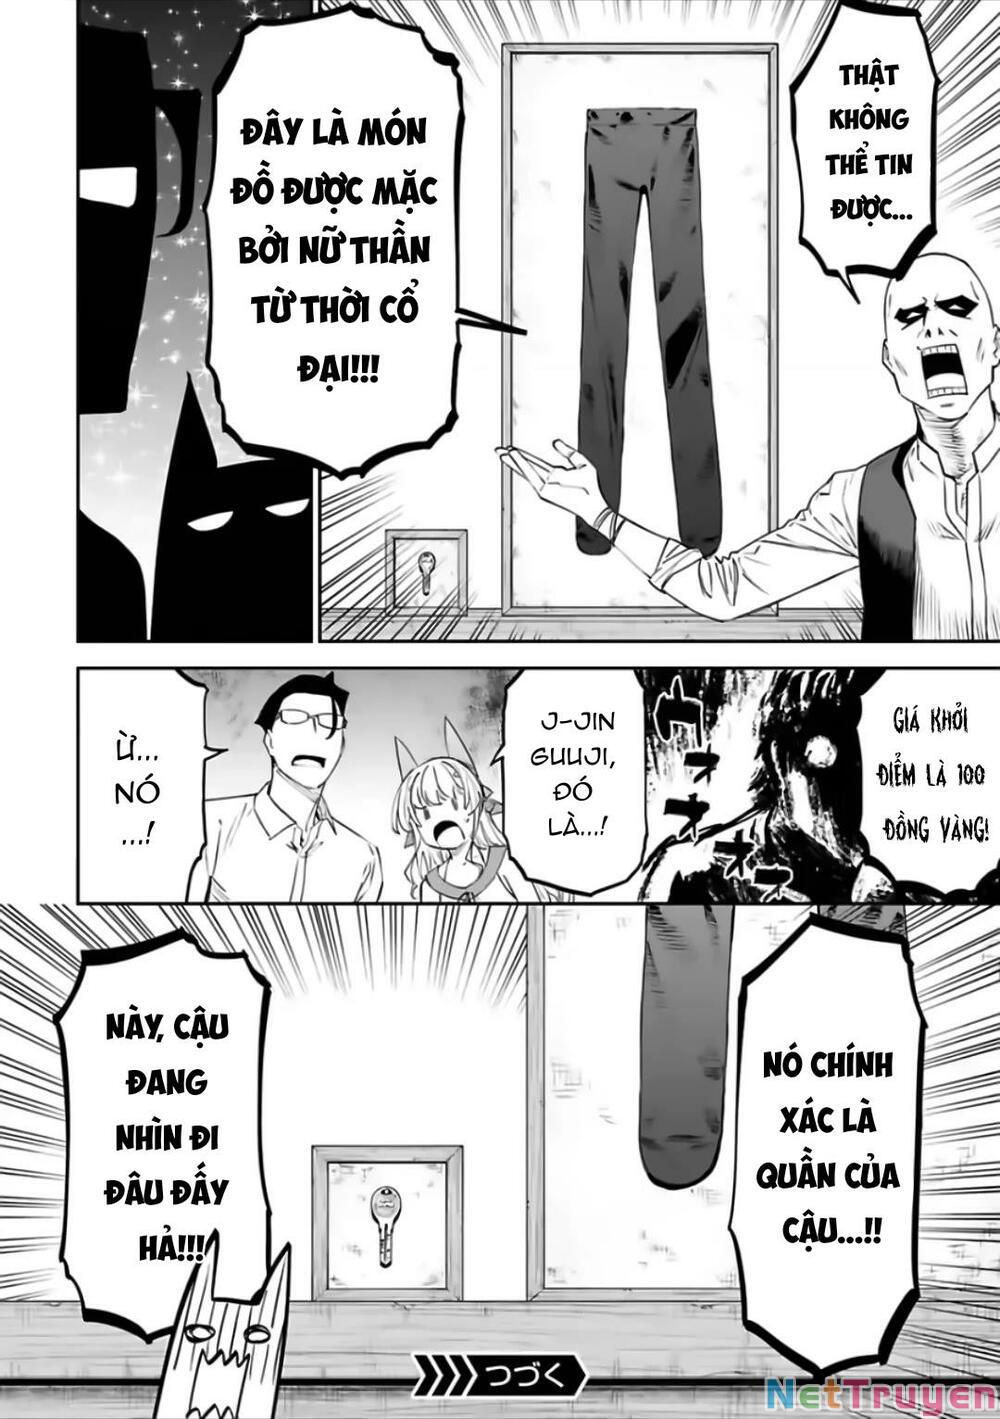 THẬT
KHÔNG
THỂ TIN
ĐƯỢC...
ĐÂY LÀ MÓN
ĐỒ ĐƯỢC MẶC
BỞI NỮ THẦN
TỪ THỜI CỔ
ĐẠI!!!
GIÁ KHỞI
ĐIỂM LÀ 100
ĐỒNG VÀNG!
J-JIN
GUUJI,
ĐÓ
LÀ...!
Ừ...
NÓ
...!
NÓ CHÍNH
XÁC LÀ
QUẦN CỦA
CẬU...!!
NÀY, CẬU
ĐANG
NHÌN ĐI
ĐÂU ĐẤY
HẢ!!!
つづく
NetTruyen